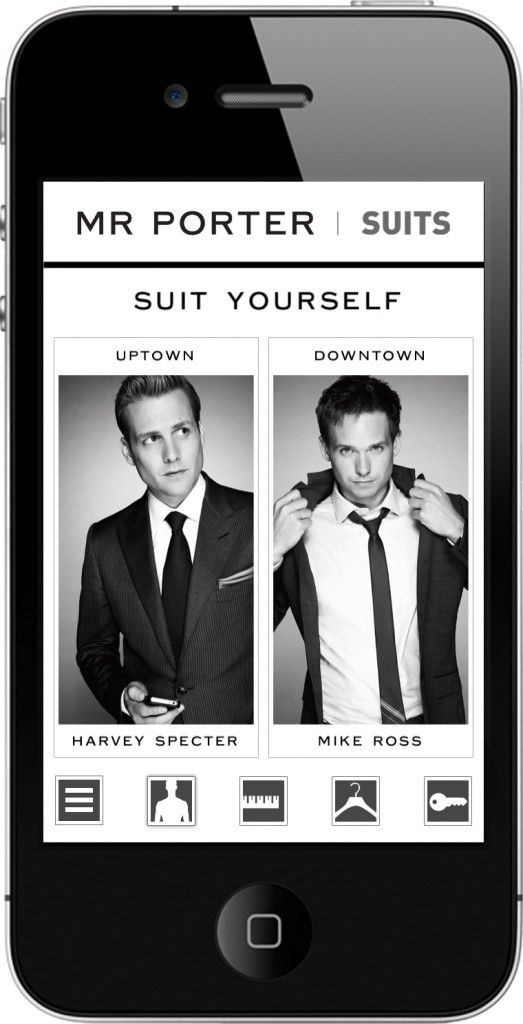 MR PORTER | SUITS
SUIT YOURSELF
UPTOWN
DOWNTOWN
HARVEY SPECTER
MIKE ROSS